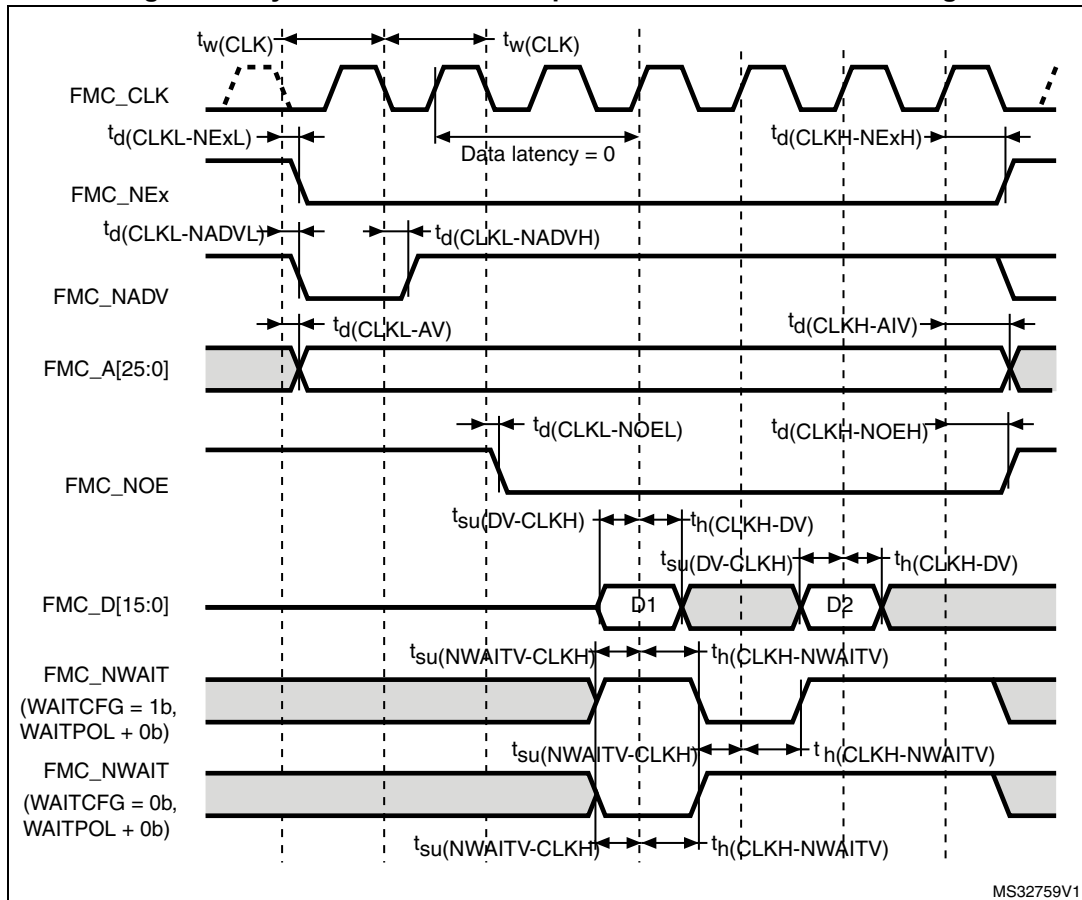 tw(CLK) tw(CLK)
FMC_CLK
td(CLKL-NExL) Data latency = 0 td(CLKH-NExH)
FMC_NEx
td(CLKL-NADVL) td(CLKL-NADVH)
FMC_NADV
td(CLKL-AV) td(CLKH-AIV)
FMC_A[25:0]
td(CLKL-NOEL) td(CLKH-NOEH)
FMC_NOE
tsu(DV-CLKH) th(CLKH-DV)
tsu(DV-CLKH) th(CLKH-DV)
FMC_D[15:0] D1 D2
tsu(NWAITV-CLKH) th(CLKH-NWAITV)
FMC_NWAIT
(WAITCFG = 1b,
WAITPOL + 0b)
tsu(NWAITV-CLKH) t h(CLKH-NWAITV)
FMC_NWAIT
(WAITCFG = 0b,
WAITPOL + 0b)
tsu(NWAITV-CLKH) th(CLKH-NWAITV)
MS32759V1